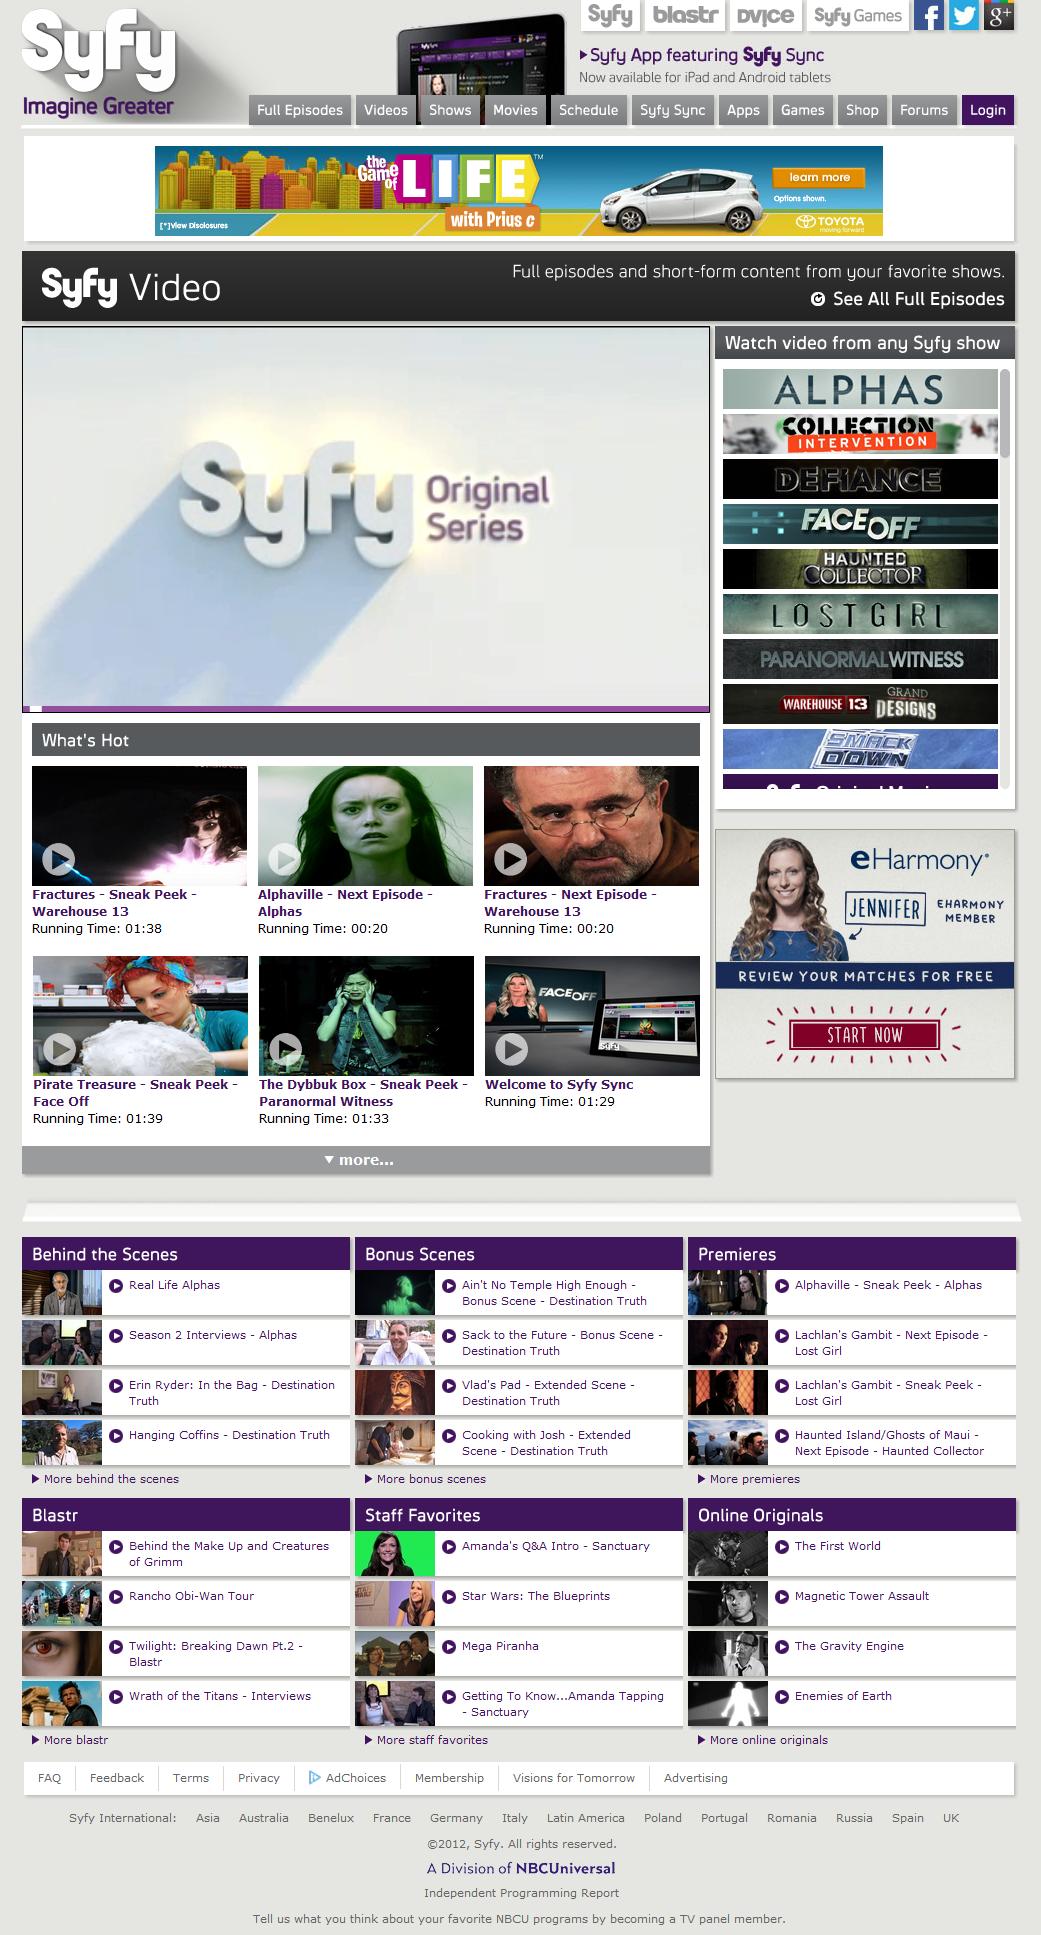 Syfy
Imagine Greater
Syfy
blastr
DVICE
Syfy Games
f
g+
Syfy App featuring Syfy Sync
Now available for iPad and Android tablets
Full Episodes
Videos
Shows
Movies
Schedule
Syfy Sync
Apps
Games
Shop
Forums
Login
the Game of LIFE TM
with Prius c
[*]View Disclosures
learn more
Options shown.
TOYOTA
moving forward
Syfy Video
Full episodes and short-form content from your favorite shows.
See All Full Episodes
Syfy Original
Series
Watch video from any Syfy show
ALPHAS
COLLECTION
INTERVENTION
DEFIANCE
FACE OFF
HAUNTED
COLLECTOR
LOST GIRL
PARANORMAL WITNESS
WAREHOUSE 13 GRAND
DESIGNS
SMACK
DOWN
What's Hot
Fractures - Sneak Peek -
Warehouse 13
Running Time: 01:38
Alphaville - Next Episode -
Alphas
Running Time: 00:20
Fractures - Next Episode -
Warehouse 13
Running Time: 00:20
FACE OFF
syfy
Pirate Treasure - Sneak Peek -
Face Off
Running Time: 01:39
The Dybbuk Box - Sneak Peek -
Paranormal Witness
Running Time: 01:33
Welcome to Syfy Sync
Running Time: 01:29
more...
eHarmony
JENNIFER
EHARMONY
MEMBER
REVIEW YOUR MATCHES FOR FREE
START NOW
Behind the Scenes
Real Life Alphas
Season 2 Interviews - Alphas
Erin Ryder: In the Bag - Destination
Truth
Hanging Coffins - Destination Truth
More behind the scenes
Bonus Scenes
Ain't No Temple High Enough -
Bonus Scene - Destination Truth
Sack to the Future - Bonus Scene -
Destination Truth
Vlad's Pad - Extended Scene -
Destination Truth
Cooking with Josh - Extended
Scene - Destination Truth
More bonus scenes
Premieres
Alphaville - Sneak Peek - Alphas
Lachlan's Gambit - Next Episode -
Lost Girl
Lachlan's Gambit - Sneak Peek -
Lost Girl
Haunted Island/Ghosts of Maui -
Next Episode - Haunted Collector
More premieres
Blastr
Behind the Make Up and Creatures
of Grimm
Rancho Obi-Wan Tour
Twilight: Breaking Dawn Pt.2 -
Blastr
Wrath of the Titans - Interviews
More blastr
Staff Favorites
Amanda's Q&A Intro - Sanctuary
Star Wars: The Blueprints
Mega Piranha
Getting To Know...Amanda Tapping
- Sanctuary
More staff favorites
Online Originals
The First World
Magnetic Tower Assault
The Gravity Engine
Enemies of Earth
More online originals
FAQ
Feedback
Terms
Privacy
AdChoices
Membership
Visions for Tomorrow
Advertising
Syfy International: Asia Australia Benelux France Germany Italy Latin America Poland Portugal Romania Russia Spain UK
©2012, Syfy. All rights reserved.
A Division of NBCUniversal
Independent Programming Report
Tell us what you think about your favorite NBCU programs by becoming a TV panel member.